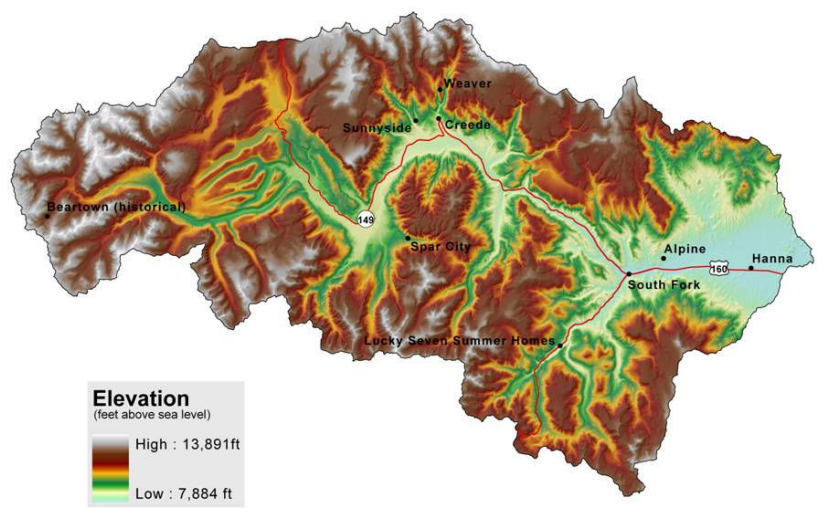 Weaver
Sunnyside
Creede
Beartown (historical)
149
Spar City
Alpine
Hanna
160
South Fork
Lucky Seven Summer Homes
Elevation
(feet above sea level)
High : 13,891ft
Low : 7,884 ft